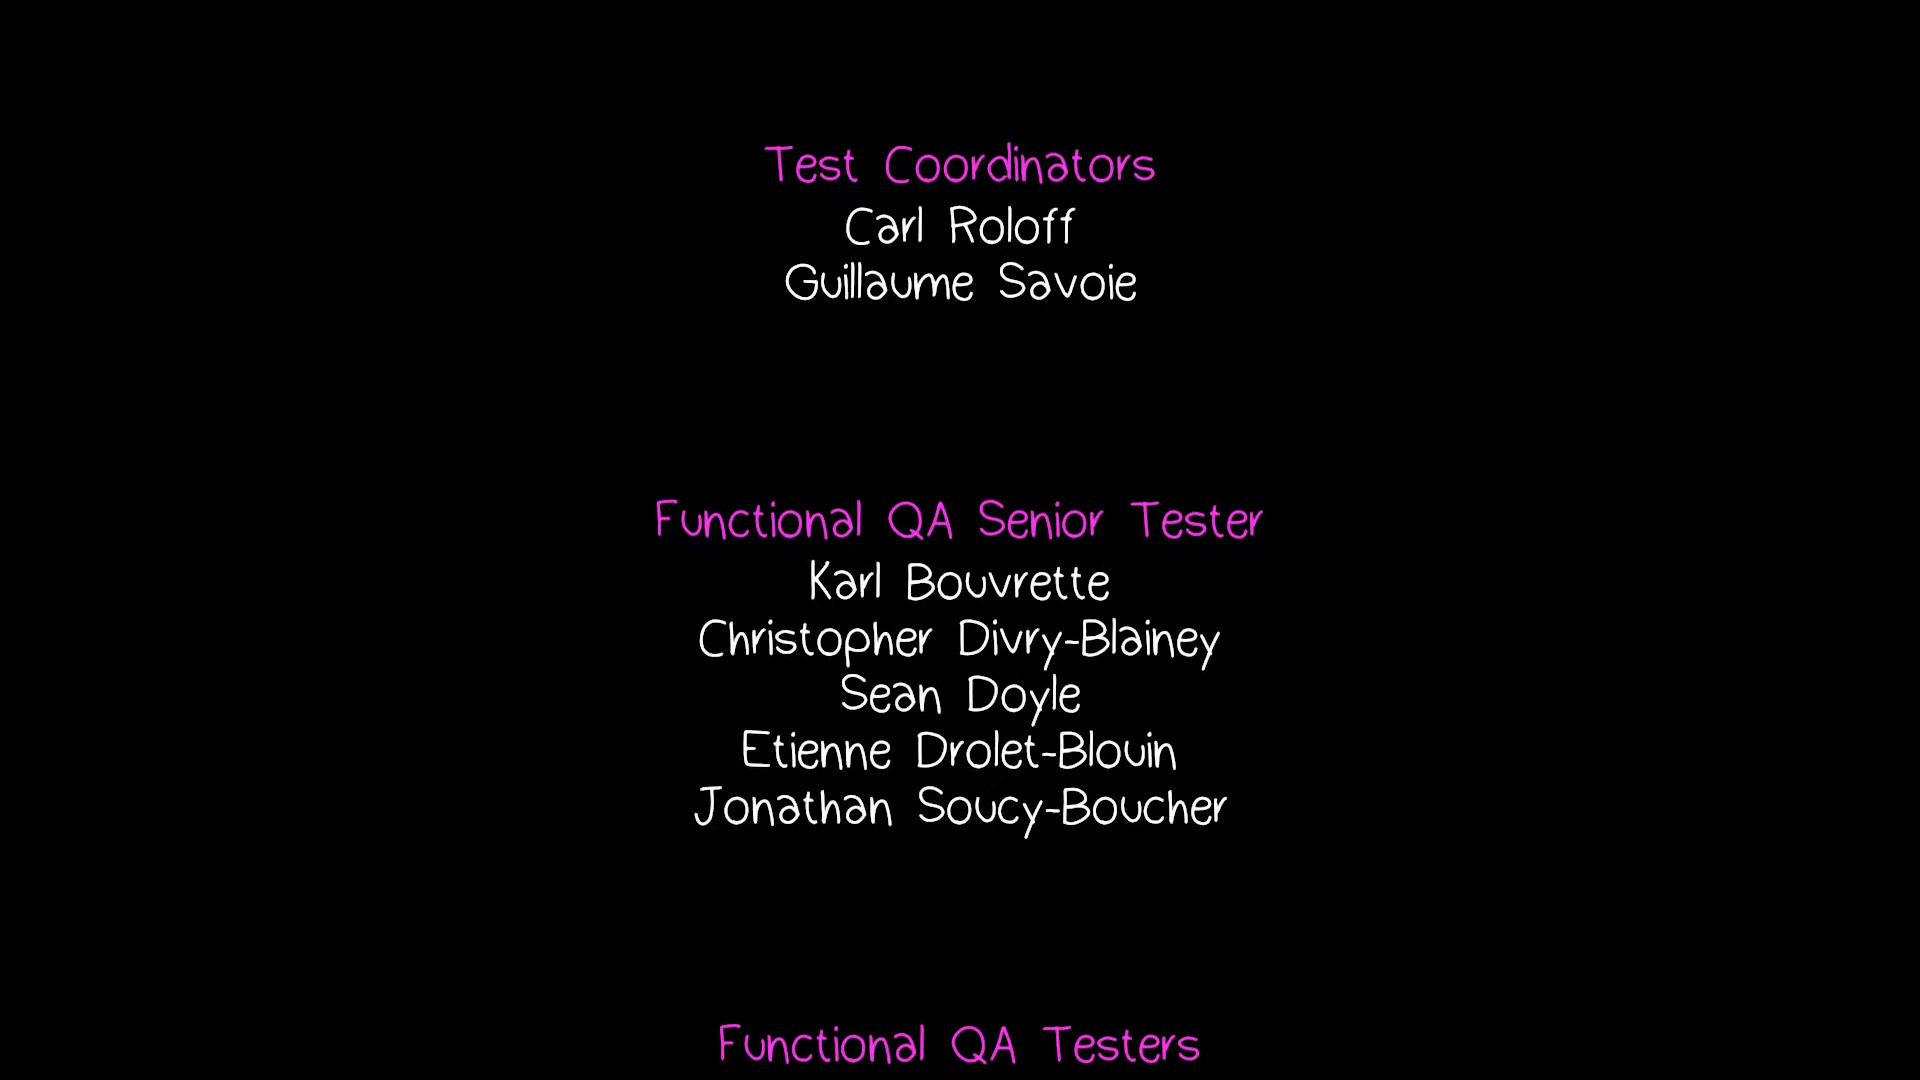 Test Coordinators
Carl Roloff
Guillaume Savoie
Functional QA Senior Tester
Karl Bouvrette
Christopher Divry-Blainey
Sean Doyle
Etienne Drolet-Blouin
Jonathan Soucy-Boucher
Functional QA Testers